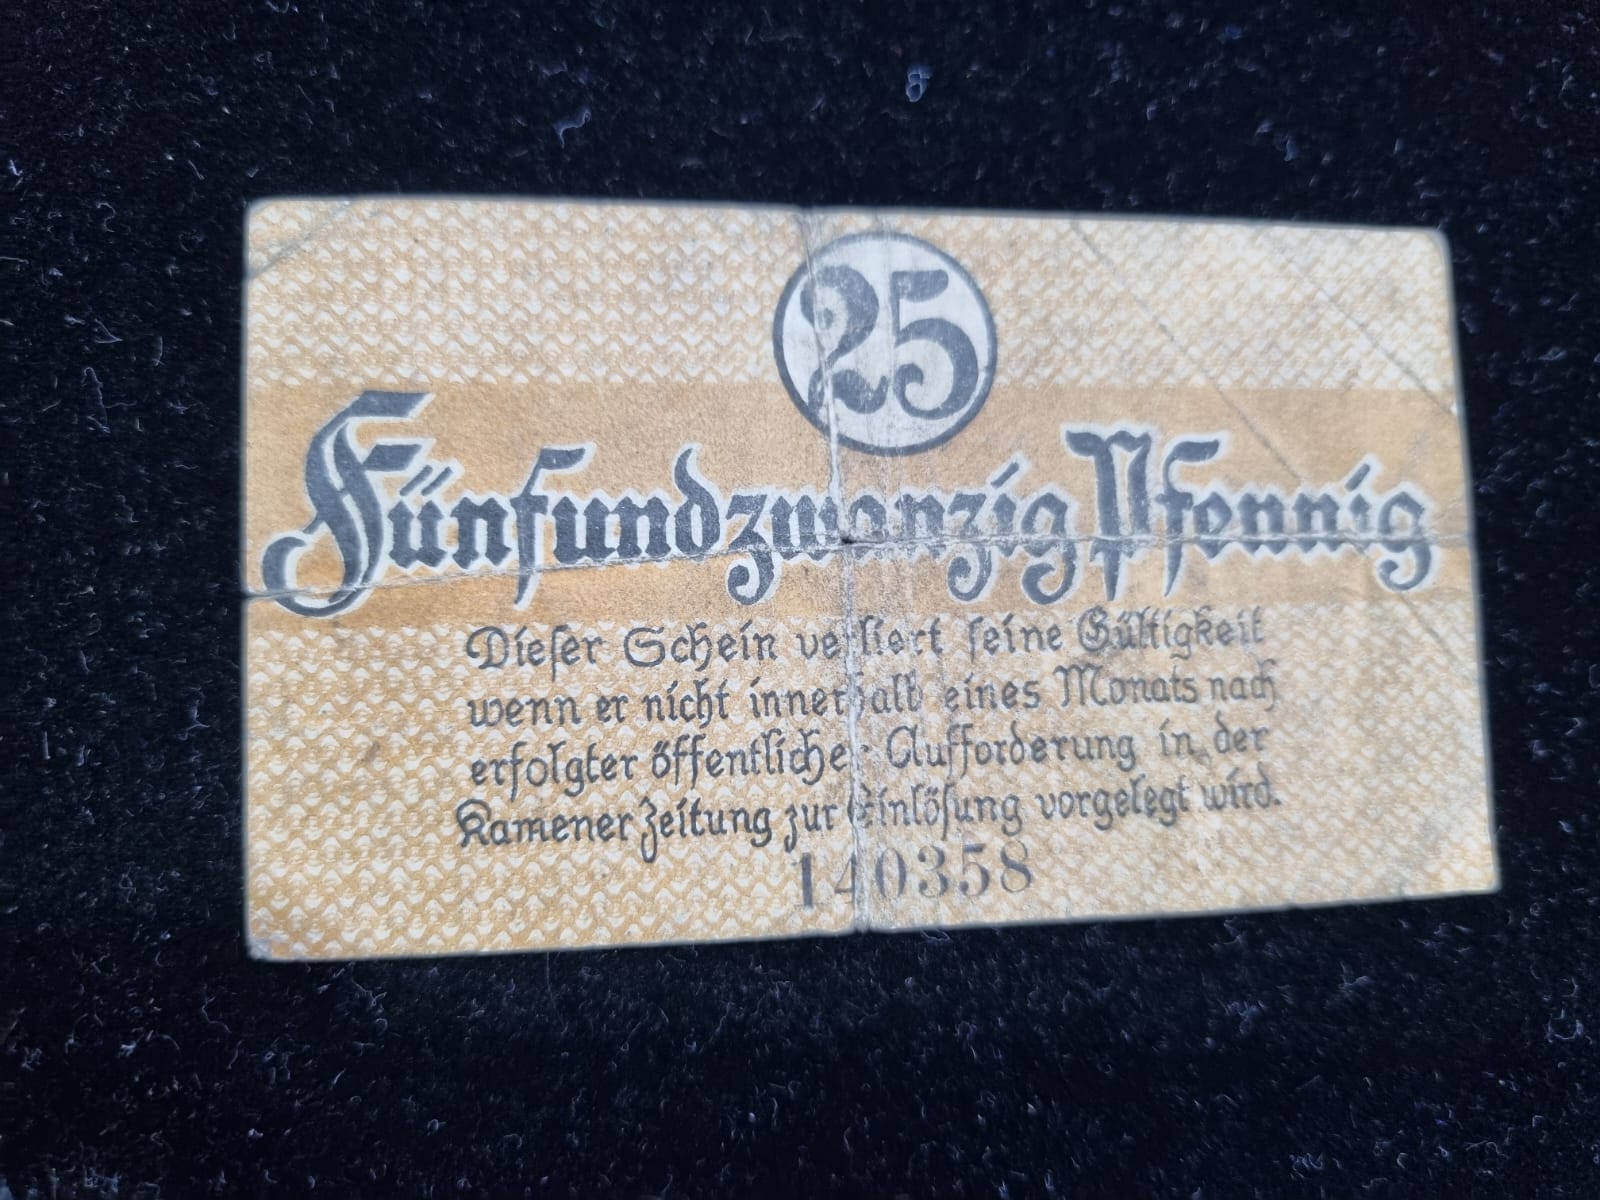 25
Fünfundzwanzig Pfennig
Dieser Schein verliert seine Gültigkeit
wenn er nicht innerhalb eines Monats nach
erfolgter öffentlicher Aufforderung in der
Kamener Zeitung zur Einlösung vorgelegt wird.
140358